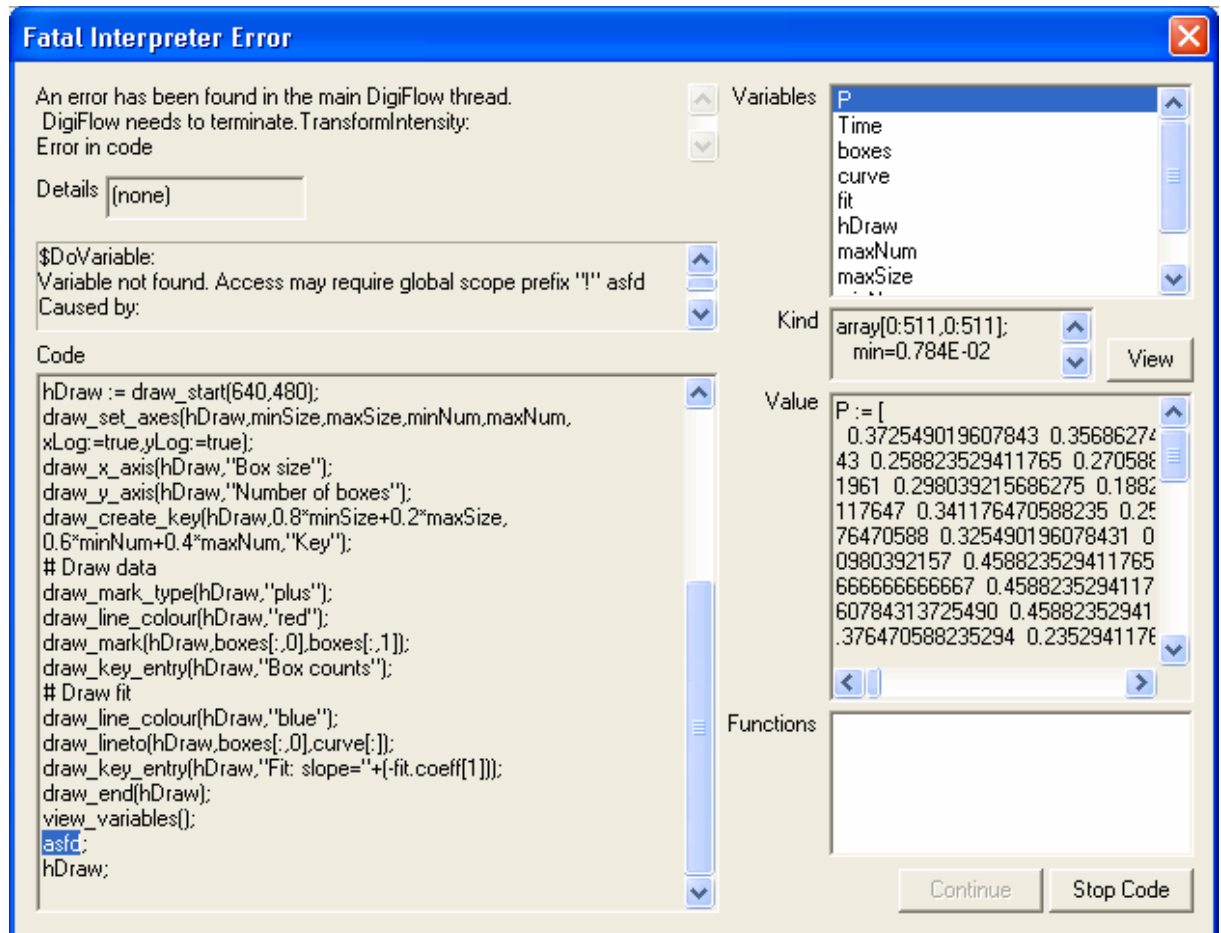 Fatal Interpreter Error
An error has been found in the main DigiFlow thread.
DigiFlow needs to terminate.TransformIntensity:
Error in code
Details
(none)
$DoVariable:
Variable not found. Access may require global scope prefix "!" asfd
Caused by:
Code
hDraw := draw_start(640,480);
draw_set_axes(hDraw,minSize,maxSize,minNum,maxNum,
xLog:=true,yLog:=true);
draw_x_axis(hDraw,"Box size");
draw_y_axis(hDraw,"Number of boxes");
draw_create_key(hDraw,0.8*minSize+0.2*maxSize,
0.6*minNum+0.4*maxNum,"Key");
# Draw data
draw_mark_type(hDraw,"plus");
draw_line_colour(hDraw,"red");
draw_mark(hDraw,boxes[:,0],boxes[:,1]);
draw_key_entry(hDraw,"Box counts");
# Draw fit
draw_line_colour(hDraw,"blue");
draw_lineto(hDraw,boxes[:,0],curve[:]);
draw_key_entry(hDraw,"Fit: slope="+(-fit.coeff[1]));
draw_end(hDraw);
view_variables();
asfd;
hDraw;
Variables
P
Time
boxes
curve
fit
hDraw
maxNum
maxSize
Kind
array[0:511,0:511];
min=0.784E-02
View
Value
P := [
0.372549019607843 0.35686274
43 0.258823529411765 0.270588
1961 0.298039215686275 0.1882
117647 0.341176470588235 0.25
76470588 0.325490196078431 0
0980392157 0.458823529411765
666666666667 0.4588235294117
60784313725490 0.45882352941
.376470588235294 0.2352941176
Functions
Continue
Stop Code